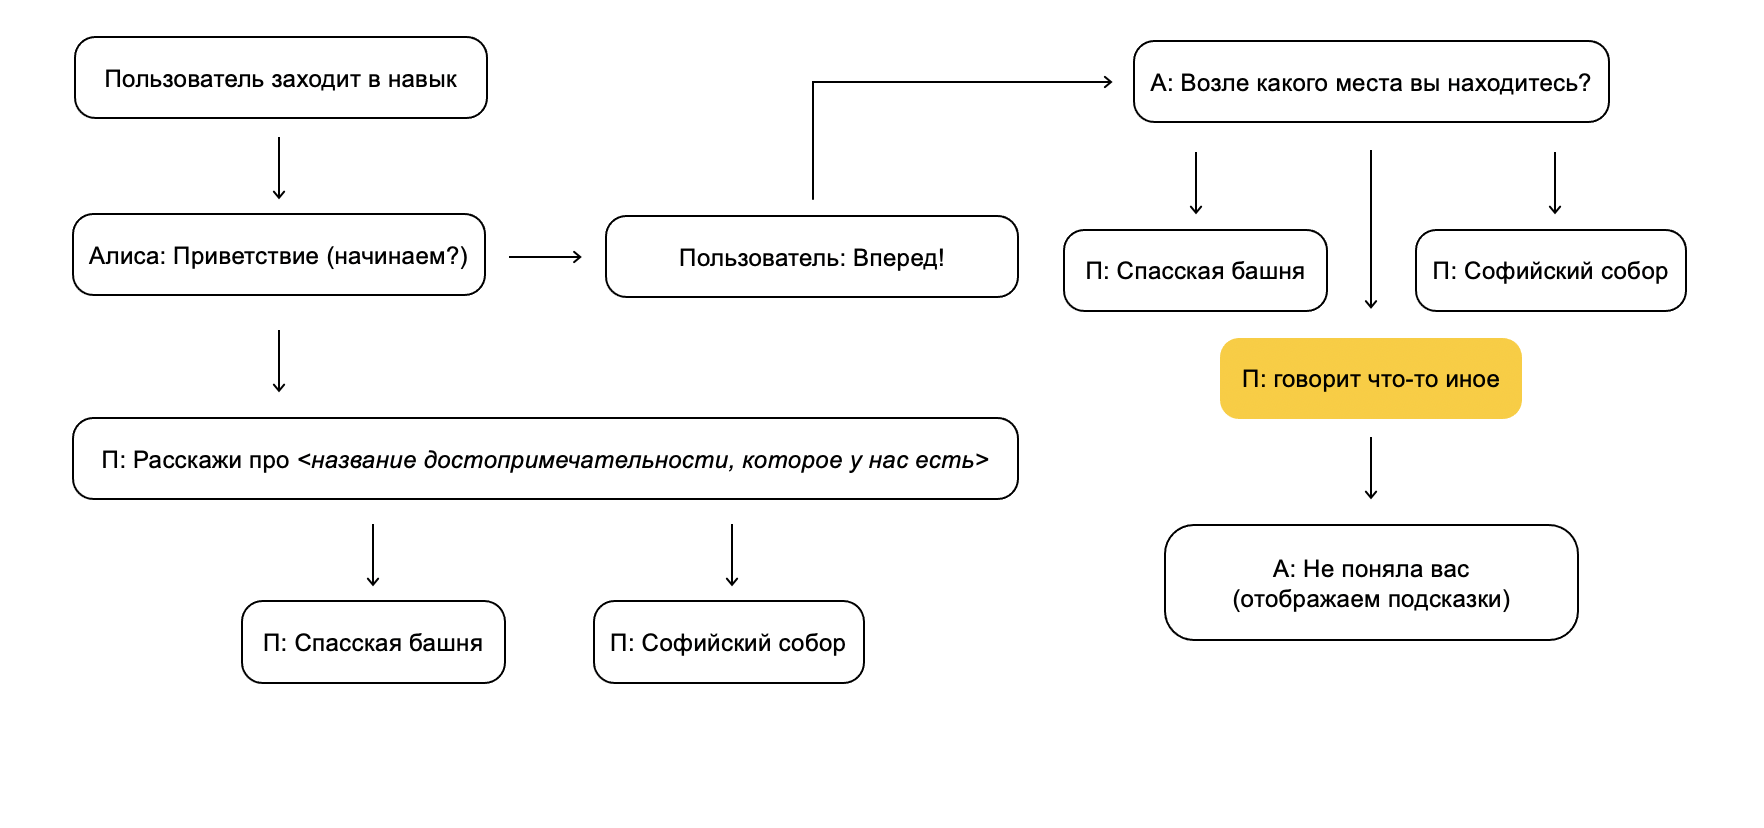 Пользователь заходит в навык
Алиса: Приветствие (начинаем?)
Пользователь: Вперед!
П: Расскажи про <название достопримечательности, которое у нас есть>
П: Спасская башня
П: Софийский собор
А: Возле какого места вы находитесь?
П: Спасская башня
П: Софийский собор
П: говорит что-то иное
А: Не поняла вас
(отображаем подсказки)